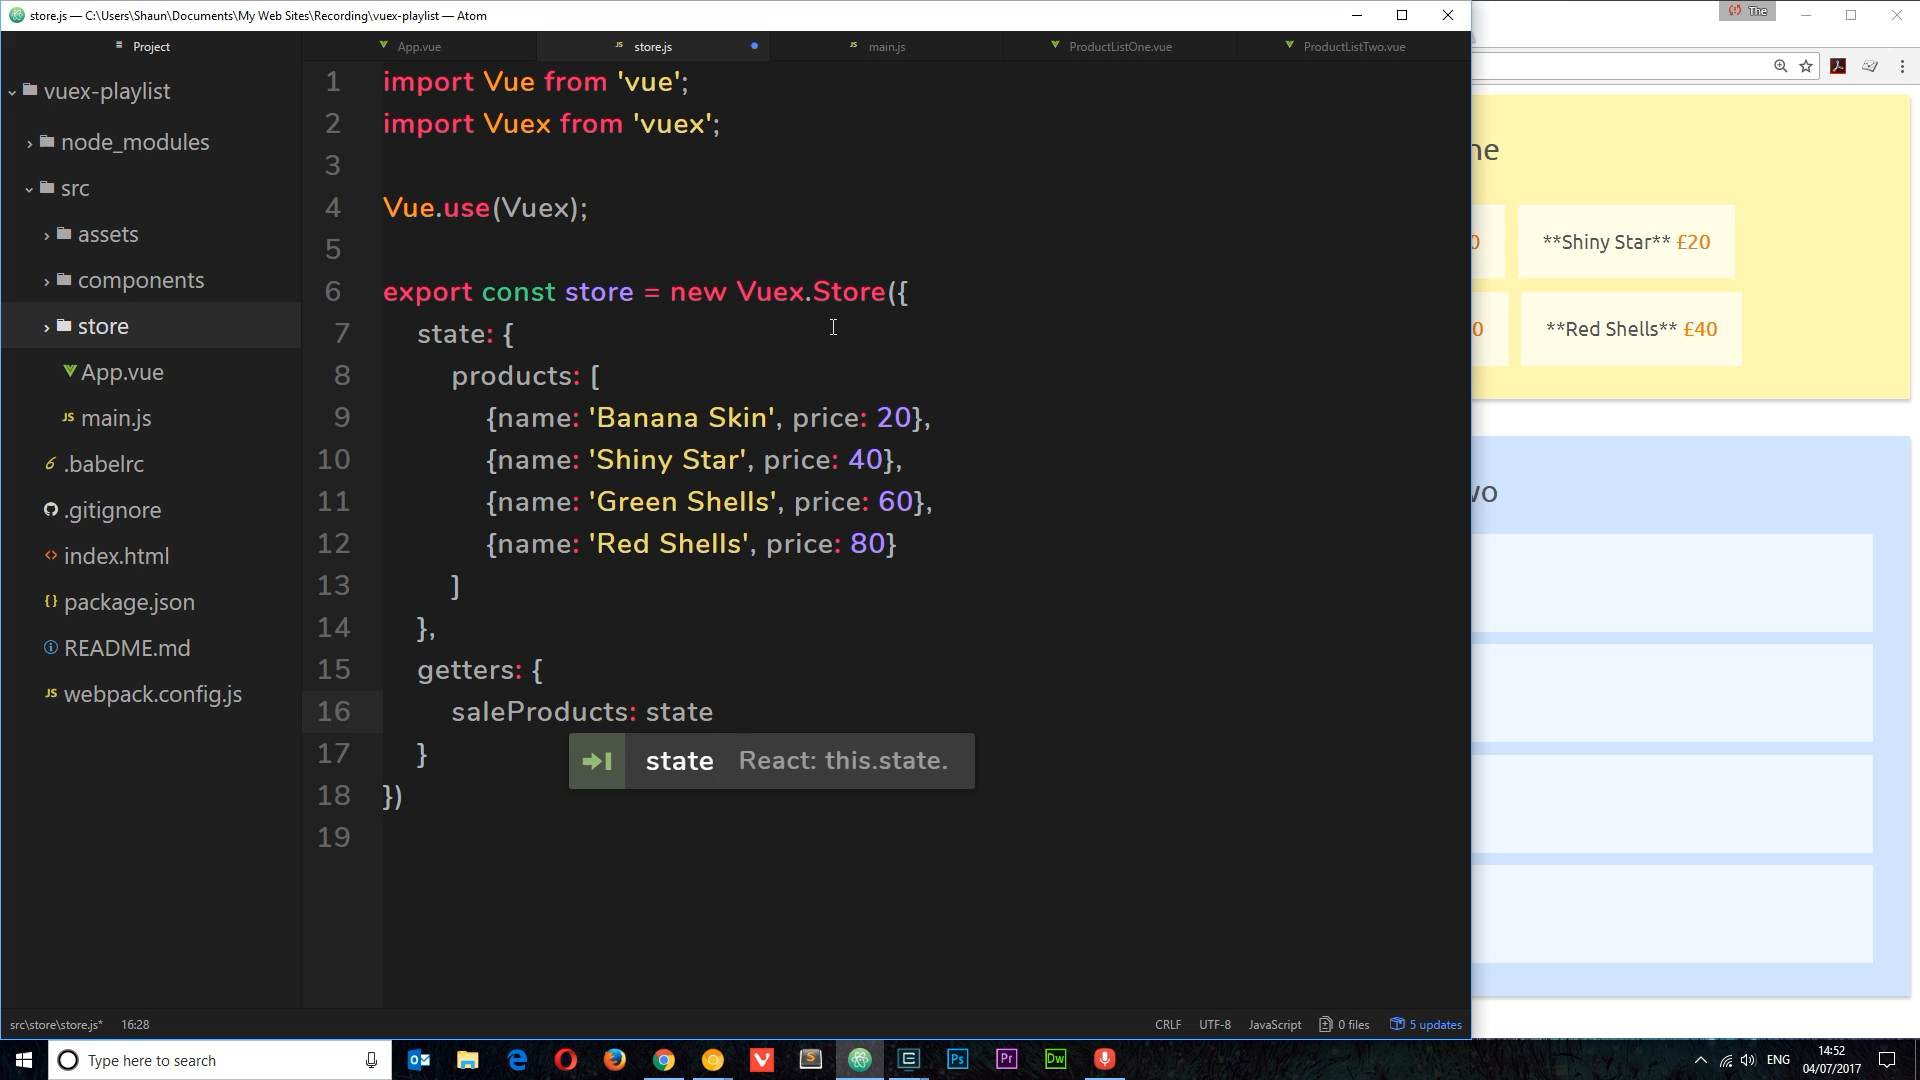 store.js — C:\Users\Shaun\Documents\My Web Sites\Recording\vuex-playlist — Atom
The
Project
App.vue
store.js
main.js
ProductListOne.vue
ProductListTwo.vue
vuex-playlist
node_modules
src
assets
components
store
App.vue
main.js
.babelrc
.gitignore
index.html
package.json
README.md
webpack.config.js
1 import Vue from 'vue';
2 import Vuex from 'vuex';
3
4 Vue.use(Vuex);
5
6 export const store = new Vuex.Store({
7 state: {
8 products: [
9 {name: 'Banana Skin', price: 20},
10 {name: 'Shiny Star', price: 40},
11 {name: 'Green Shells', price: 60},
12 {name: 'Red Shells', price: 80}
13 ]
14 },
15 getters: {
16 saleProducts: state
17 }
18 })
19
state React: this.state.
**Shiny Star** £20
**Red Shells** £40
src\store\store.js* 16:28
CRLF UTF-8 JavaScript 0 files 5 updates
Type here to search
ENG
14:52
04/07/2017